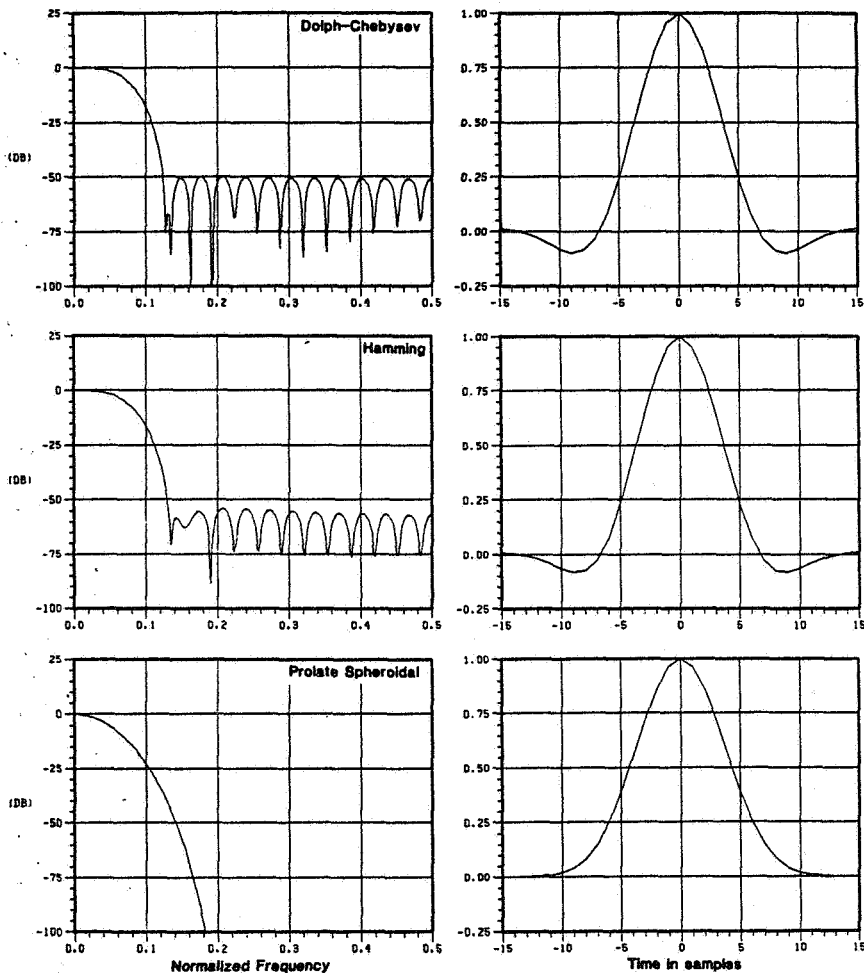 Dolph-Chebysev
25
0
-25
-50
-75
-100
(DB)
0.0 0.1 0.2 0.3 0.4 0.5
1.00
0.75
0.50
0.25
0.00
-0.25
-15 -10 -5 0 5 10 15
Hamming
25
0
-25
-50
-75
-100
(DB)
0.0 0.1 0.2 0.3 0.4 0.5
1.00
0.75
0.50
0.25
0.00
-0.25
-15 -10 -5 0 5 10 15
Prolate Spheroidal
25
0
-25
-50
-75
-100
(DB)
0.0 0.1 0.2 0.3 0.4 0.5
Normalized Frequency
1.00
0.75
0.50
0.25
0.00
-0.25
-15 -10 -5 0 5 10 15
Time in samples